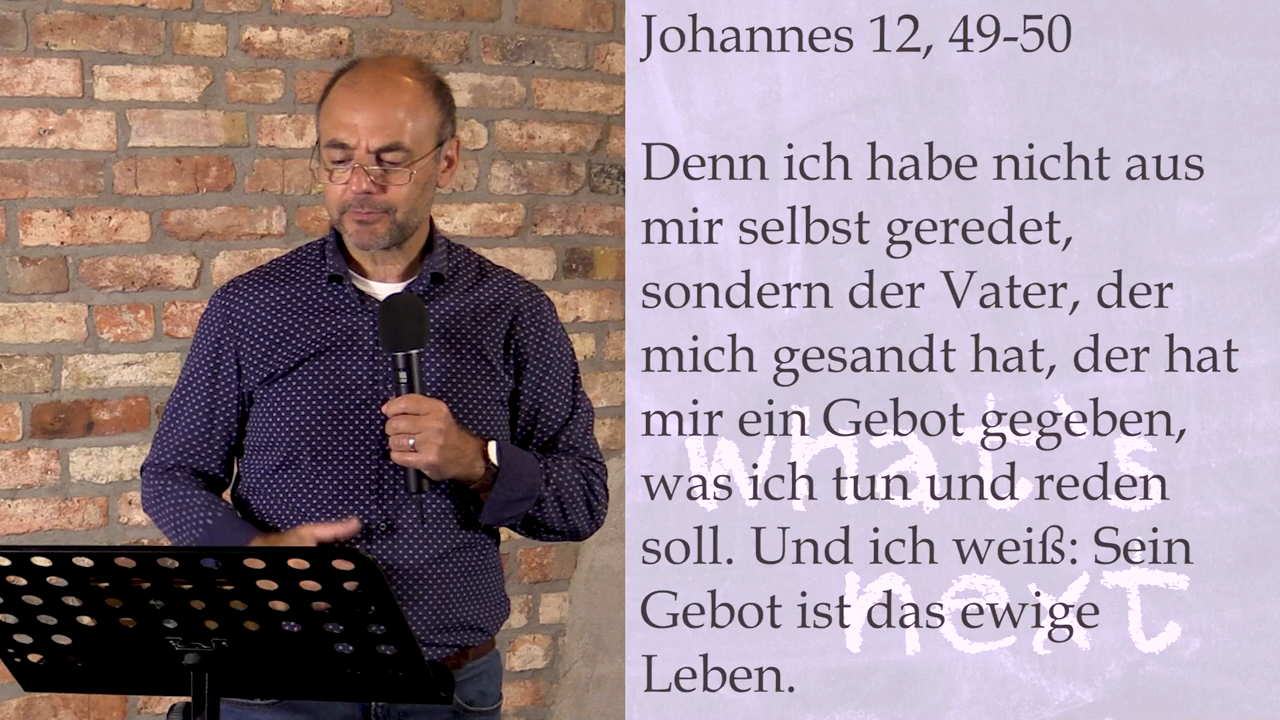 Johannes 12, 49-50
Denn ich habe nicht aus
mir selbst geredet,
sondern der Vater, der
mich gesandt hat, der hat
mir ein Gebot gegeben,
was ich tun und reden
soll. Und ich weiß: Sein
Gebot ist das ewige
Leben.
what's
next